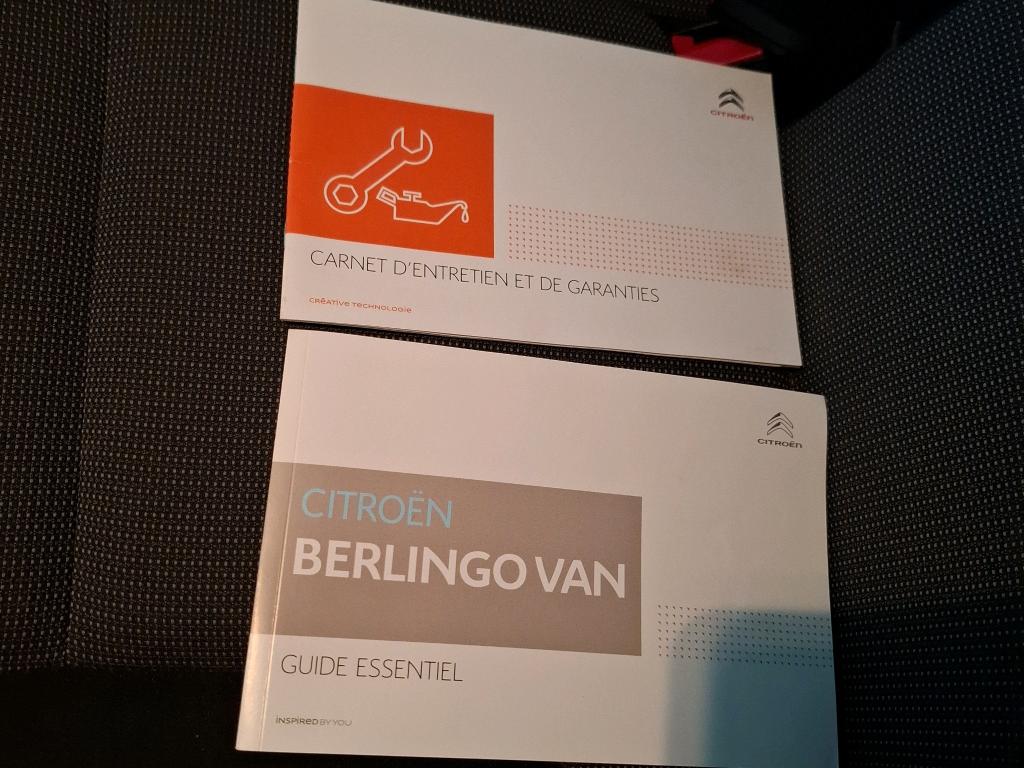 CITROËN
CARNET D'ENTRETIEN ET DE GARANTIES
CRÉATIVE TECHNOLOGIE
CITROËN
CITROËN
BERLINGO VAN
GUIDE ESSENTIEL
INSPIRED BY YOU